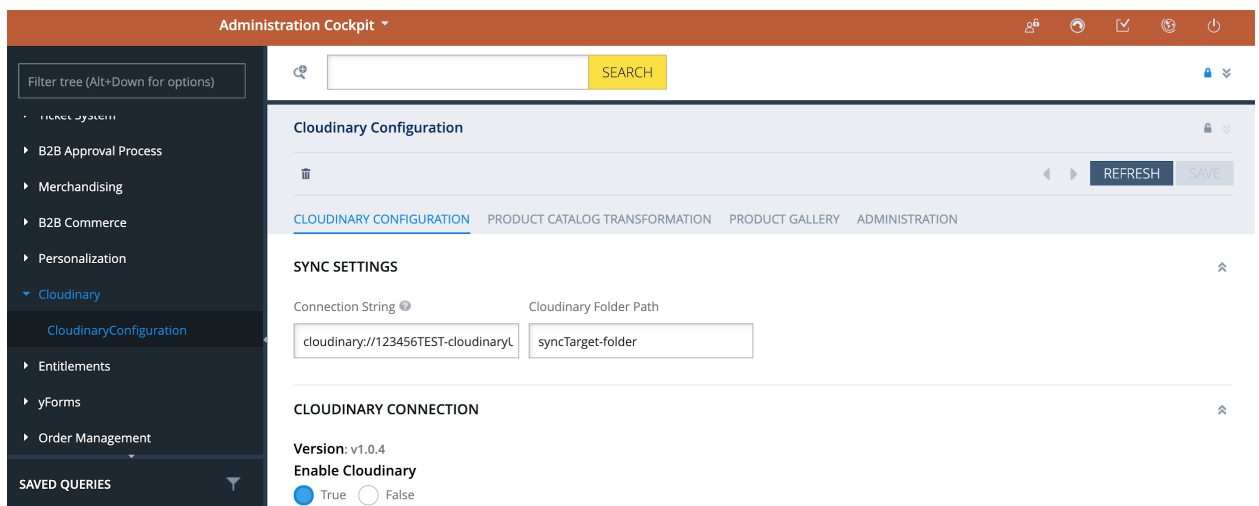 Administration Cockpit
Filter tree (Alt+Down for options)
SEARCH
Ticket System
B2B Approval Process
Merchandising
B2B Commerce
Personalization
Cloudinary
CloudinaryConfiguration
Entitlements
yForms
Order Management
SAVED QUERIES
Cloudinary Configuration
REFRESH SAVE
CLOUDINARY CONFIGURATION PRODUCT CATALOG TRANSFORMATION PRODUCT GALLERY ADMINISTRATION
SYNC SETTINGS
Connection String Cloudinary Folder Path
cloudinary://123456TEST-cloudinaryU syncTarget-folder
CLOUDINARY CONNECTION
Version: v1.0.4
Enable Cloudinary
True False